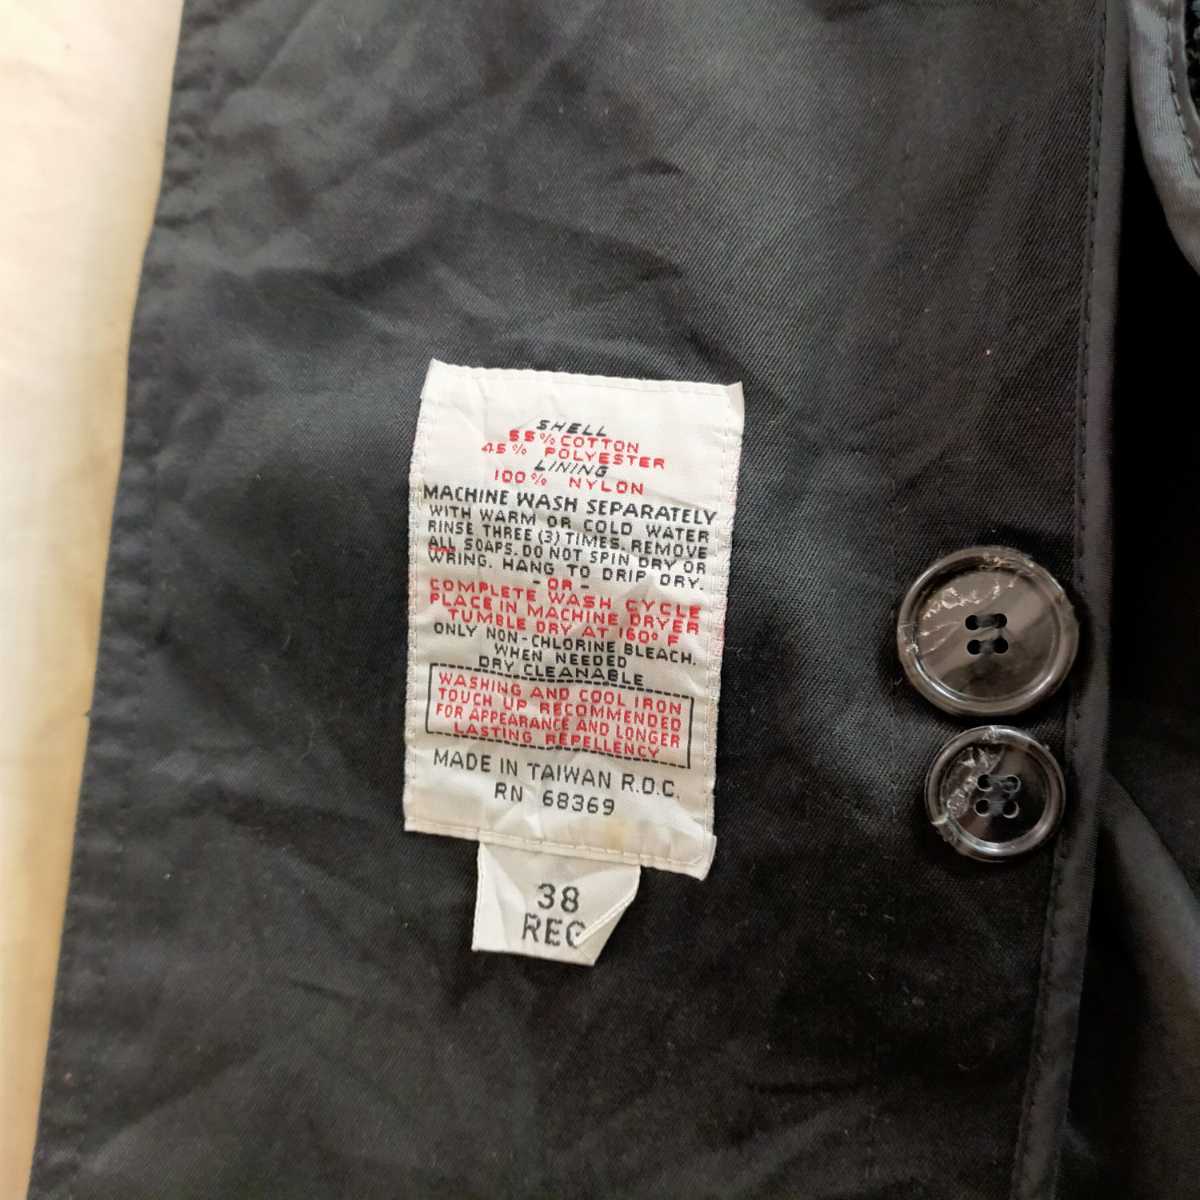 SHELL
55% COTTON
45% POLYESTER
LINING
100% NYLON
MACHINE WASH SEPARATELY
WITH WARM OR COLD WATER
RINSE THREE (3) TIMES. REMOVE
ALL SOAPS. DO NOT SPIN DRY OR
WRING. HANG TO DRIP DRY.
- OR -
COMPLETE WASH CYCLE
PLACE IN MACHINE DRYER
TUMBLE DRY AT 160° F
ONLY NON-CHLORINE BLEACH.
WHEN NEEDED
DRY CLEANABLE
WASHING AND COOL IRON
TOUCH UP RECOMMENDED
FOR APPEARANCE AND LONGER
LASTING REPELLENCY
MADE IN TAIWAN R.O.C.
RN 68369
38
REG